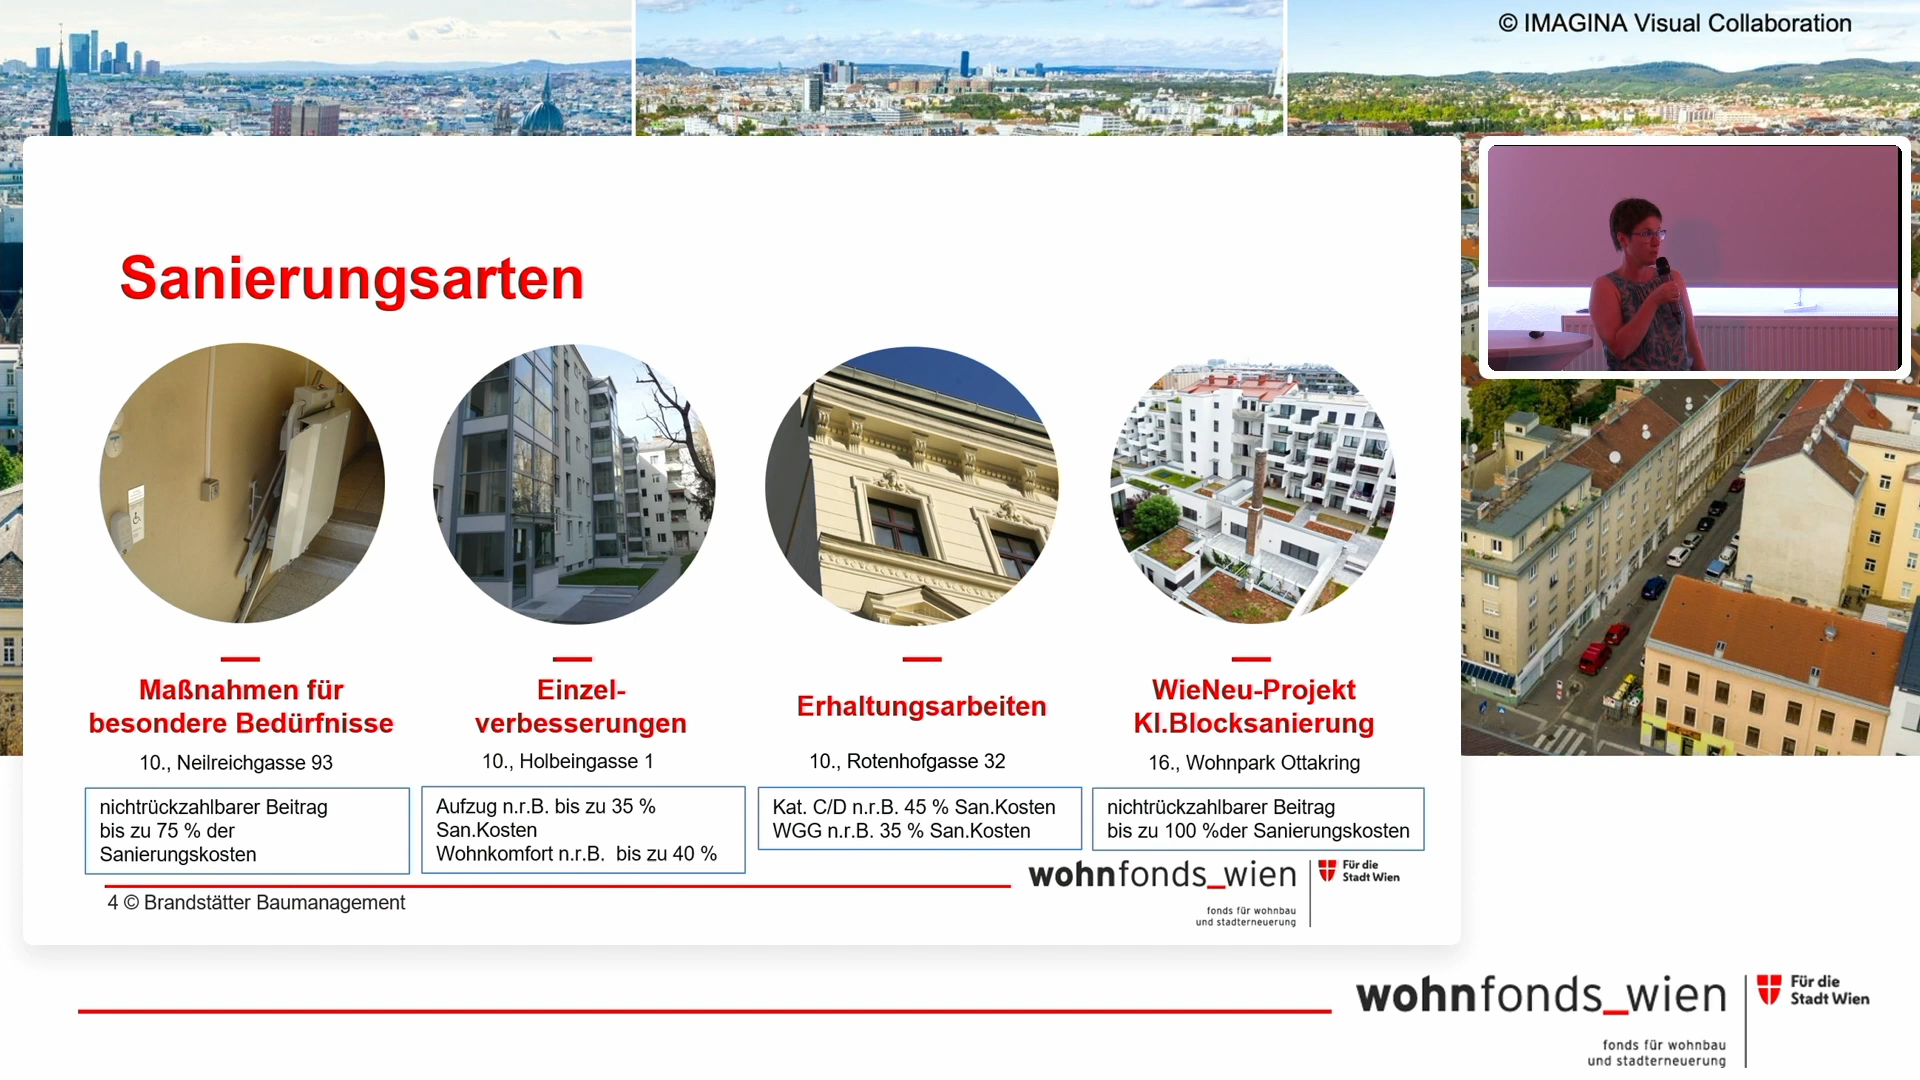 © IMAGINA Visual Collaboration
Sanierungsarten
Maßnahmen für
besondere Bedürfnisse
10., Neilreichgasse 93
nichtrückzahlbarer Beitrag
bis zu 75 % der
Sanierungskosten
Einzel-
verbesserungen
10., Holbeingasse 1
Aufzug n.r.B. bis zu 35 %
San.Kosten
Wohnkomfort n.r.B.  bis zu 40 %
Erhaltungsarbeiten
10., Rotenhofgasse 32
Kat. C/D n.r.B. 45 % San.Kosten
WGG n.r.B. 35 % San.Kosten
WieNeu-Projekt
Kl.Blocksanierung
16., Wohnpark Ottakring
nichtrückzahlbarer Beitrag
bis zu 100 %der Sanierungskosten
4 © Brandstätter Baumanagement
wohnfonds_wien
fonds für wohnbau
und stadterneuerung
Für die
Stadt Wien
wohnfonds_wien
fonds für wohnbau
und stadterneuerung
Für die
Stadt Wien